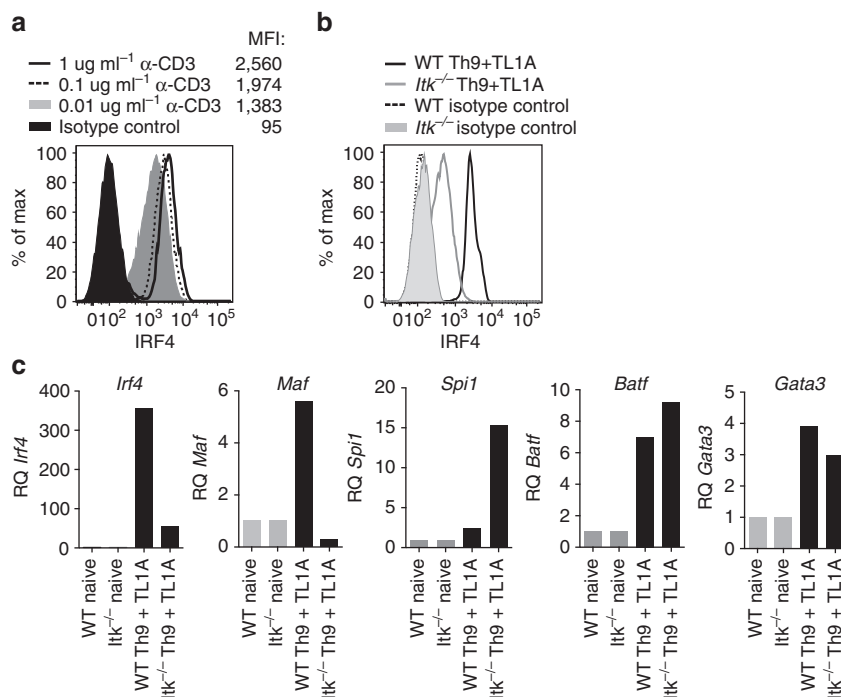 a
MFI:
1 ug ml⁻¹ α-CD3 2,560
0.1 ug ml⁻¹ α-CD3 1,974
0.01 ug ml⁻¹ α-CD3 1,383
Isotype control 95
% of max
100
80
60
40
20
0
0 10² 10³ 10⁴ 10⁵
IRF4
b
WT Th9+TL1A
Itk⁻/⁻ Th9+TL1A
WT isotype control
Itk⁻/⁻ isotype control
% of max
100
80
60
40
20
0
0 10² 10³ 10⁴ 10⁵
IRF4
c
Irf4
RQ Irf4
400
300
200
100
0
WT naive
Itk⁻/⁻ naive
WT Th9 + TL1A
Itk⁻/⁻ Th9 + TL1A
Maf
RQ Maf
6
4
2
0
WT naive
Itk⁻/⁻ naive
WT Th9 + TL1A
Itk⁻/⁻ Th9 + TL1A
Spi1
RQ Spi1
20
15
10
5
0
WT naive
Itk⁻/⁻ naive
WT Th9 + TL1A
Itk⁻/⁻ Th9 + TL1A
Batf
RQ Batf
10
8
6
4
2
0
WT naive
Itk⁻/⁻ naive
WT Th9 + TL1A
Itk⁻/⁻ Th9 + TL1A
Gata3
RQ Gata3
5
4
3
2
1
0
WT naive
Itk⁻/⁻ naive
WT Th9 + TL1A
Itk⁻/⁻ Th9 + TL1A